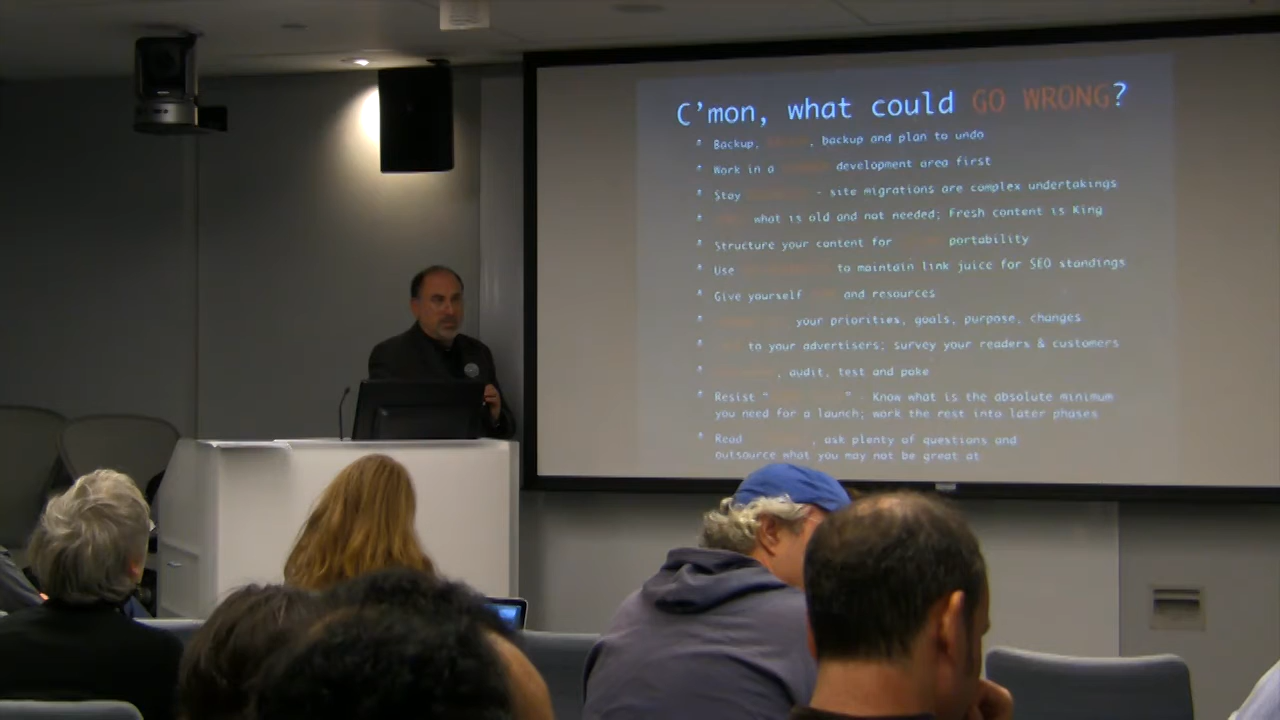 C'mon, what could GO WRONG?
Backup, , backup and plan to undo
Work in a development area first
Stay - site migrations are complex undertakings
what is old and not needed; Fresh content is King
Structure your content for portability
Use to maintain link juice for SEO standings
Give yourself and resources
your priorities, goals, purpose, changes
to your advertisers; survey your readers & customers
, audit, test and poke
Resist " " - Know what is the absolute minimum
you need for a launch; work the rest into later phases
Read , ask plenty of questions and
outsource what you may not be great at